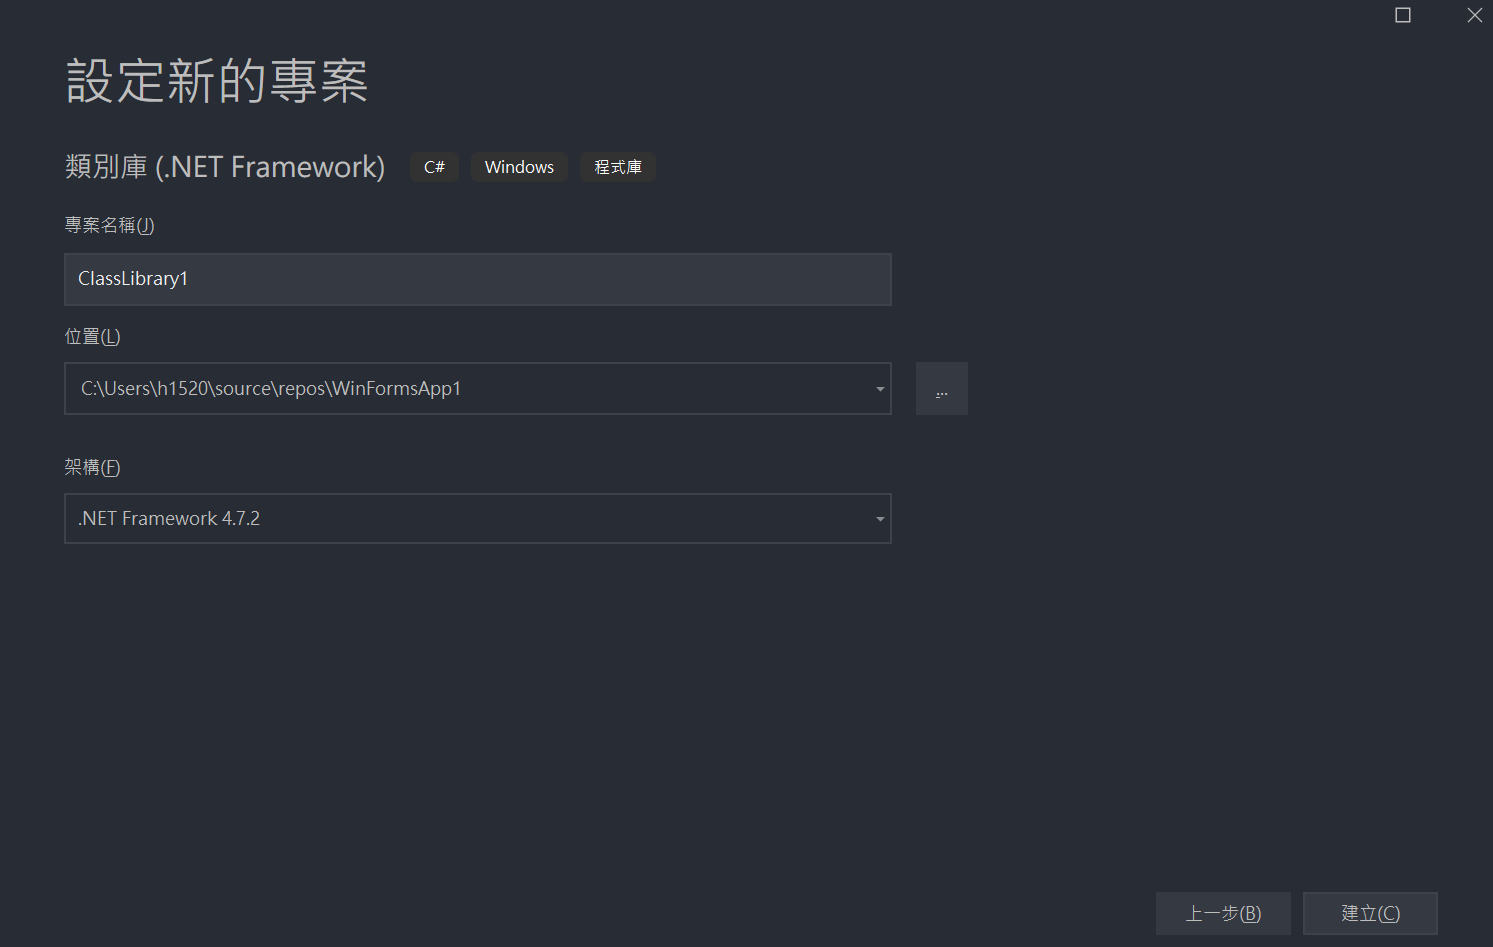 設定新的專案
類別庫 (.NET Framework) C# Windows 程式庫
專案名稱(J)
ClassLibrary1
位置(L)
C:\Users\h1520\source\repos\WinFormsApp1
...
架構(F)
.NET Framework 4.7.2
上一步(B) 建立(C)